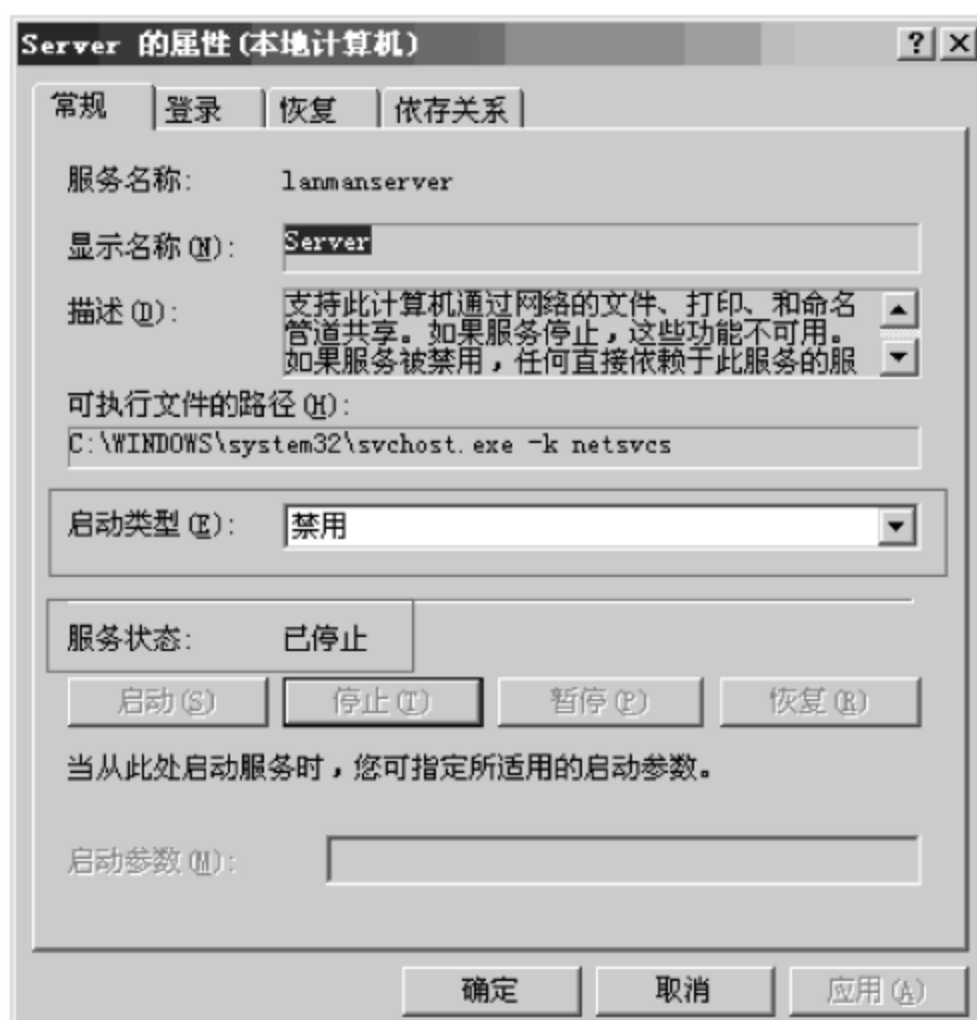 Server 的属性(本地计算机)
常规 登录 恢复 依存关系
服务名称: lanmanserver
显示名称(N): Server
描述(D): 支持此计算机通过网络的文件、打印、和命名
管道共享。如果服务停止，这些功能不可用。
如果服务被禁用，任何直接依赖于此服务的服
可执行文件的路径(H):
C:\WINDOWS\system32\svchost.exe -k netsvcs
启动类型(E): 禁用
服务状态: 已停止
启动(S) 停止(T) 暂停(P) 恢复(R)
当从此处启动服务时，您可指定所适用的启动参数。
启动参数(M):
确定 取消 应用(A)